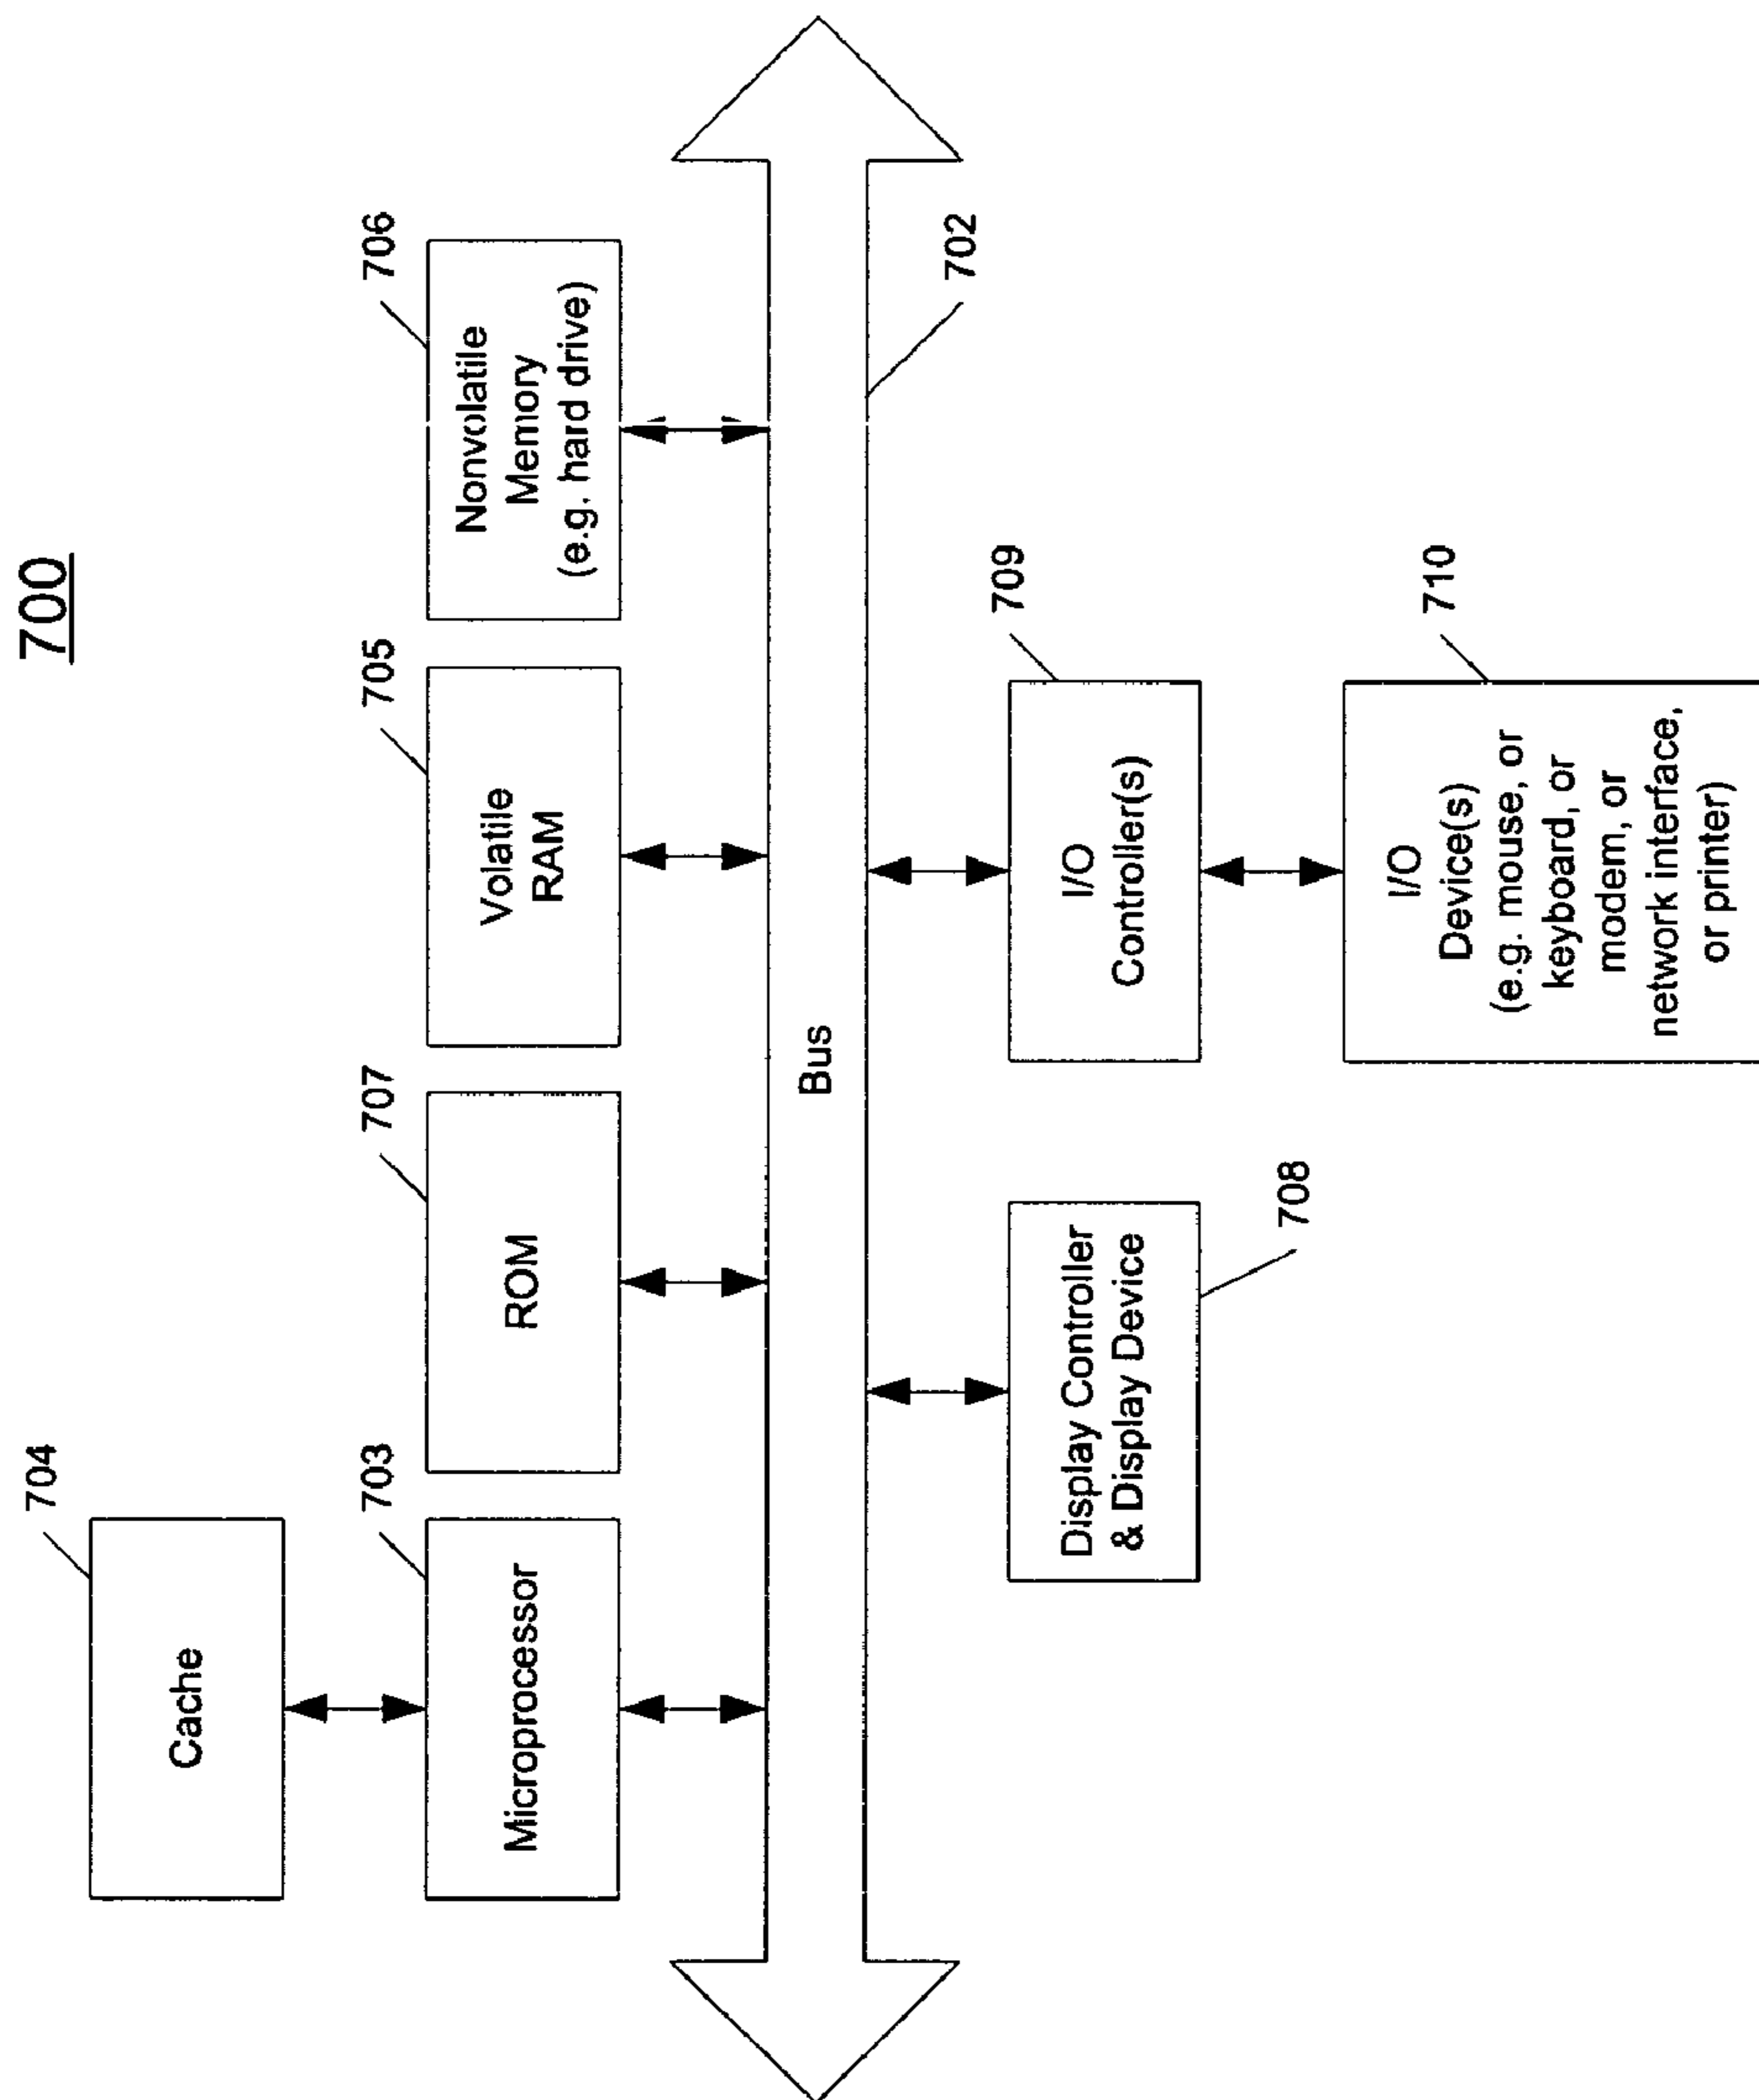 700
704
Cache
703
707
705
706
Microprocessor
ROM
Volatile
RAM
Nonvolatile
Memory
(e.g. hard drive)
Bus
702
709
Display Controller
& Display Device
708
I/O
Controller(s)
710
I/O
Device(s)
(e.g. mouse, or
keyboard, or
modem, or
network interface,
or printer)